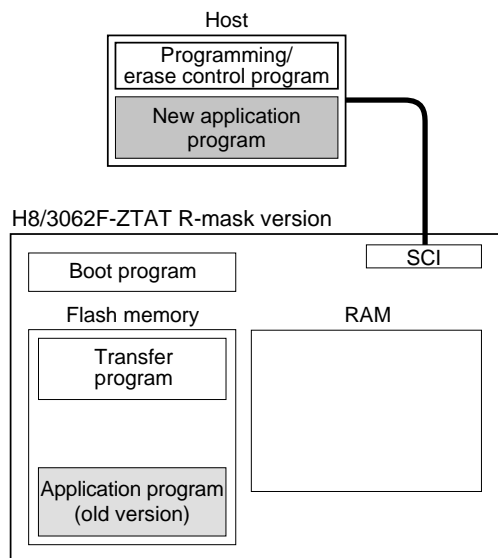 Host
Programming/
erase control program
New application
program
H8/3062F-ZTAT R-mask version
SCI
Boot program
Flash memory
RAM
Transfer
program
Application program
(old version)